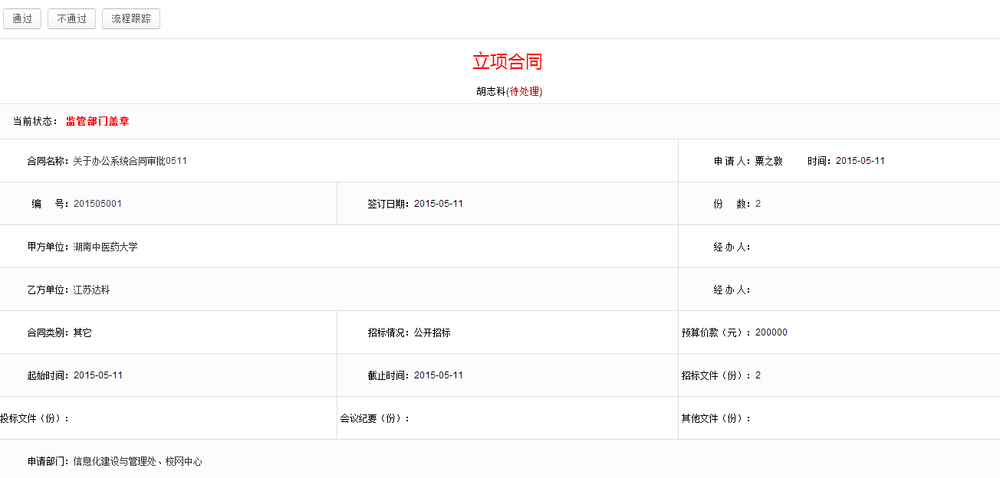 通过 不通过 流程跟踪
立项合同
胡志科(待处理)
当前状态： 监管部门盖章
合同名称：关于办公系统合同审批0511 申 请 人：粟之敦 时间：2015-05-11
编 号：201505001 签订日期：2015-05-11 份 数：2
甲方单位：湖南中医药大学 经 办 人：
乙方单位：江苏达科 经 办 人：
合同类别：其它 招标情况：公开招标 预算价款（元）：200000
起始时间：2015-05-11 截止时间：2015-05-11 招标文件（份）：2
投标文件（份）： 会议纪要（份）： 其他文件（份）：
申请部门：信息化建设与管理处、校网中心